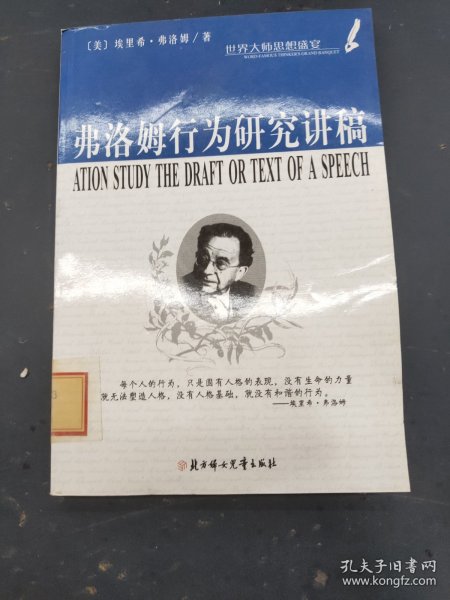 〔美〕埃里希·弗洛姆／著
世界大师思想盛宴
WORLD-FAMOUS THINKER'S GRAND BANQUET
弗洛姆行为研究讲稿
ATION STUDY THE DRAFT OR TEXT OF A SPEECH
每个人的行为，只是固有人格的表现，没有生命的力量
就无法塑造人格，没有人格基础，就没有和谐的行为。
——埃里希·弗洛姆
北方妇女儿童出版社
孔夫子旧书网
www.kongfz.com